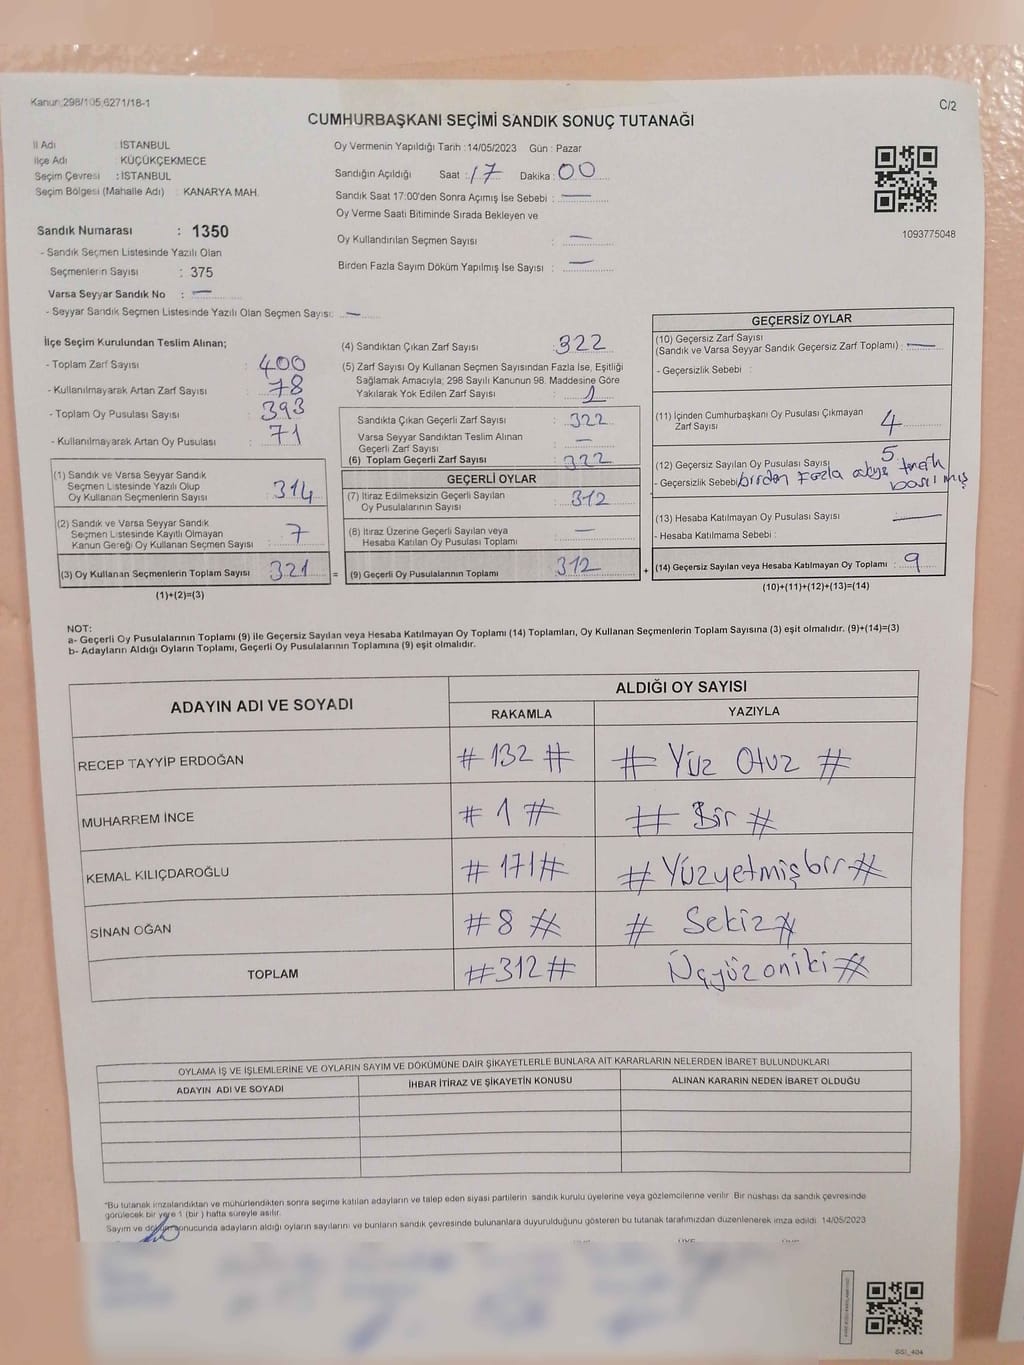 Kanun:298/105,6271/18-1
C/2
CUMHURBAŞKANI SEÇİMİ SANDIK SONUÇ TUTANAĞI
İl Adı : İSTANBUL
İlçe Adı : KÜÇÜKÇEKMECE
Seçim Çevresi : İSTANBUL
Seçim Bölgesi (Mahalle Adı) : KANARYA MAH.
Sandık Numarası : 1350
- Sandık Seçmen Listesinde Yazılı Olan
Seçmenlerin Sayısı : 375
Varsa Seyyar Sandık No : —
- Seyyar Sandık Seçmen Listesinde Yazılı Olan Seçmen Sayısı: —
Oy Vermenin Yapıldığı Tarih :14/05/2023 Gün : Pazar
Sandığın Açıldığı Saat : 17 Dakika : 00
Sandık Saat 17:00'den Sonra Açımış İse Sebebi : —
Oy Verme Saati Bitiminde Sırada Bekleyen ve
Oy Kullandırılan Seçmen Sayısı : —
Birden Fazla Sayım Döküm Yapılmış İse Sayısı : —
1093775048
İlçe Seçim Kurulundan Teslim Alınan;
- Toplam Zarf Sayısı : 400
- Kullanılmayarak Artan Zarf Sayısı : 78
- Toplam Oy Pusulası Sayısı : 393
- Kullanılmayarak Artan Oy Pusulası : 71
(1) Sandık ve Varsa Seyyar Sandık
Seçmen Listesinde Yazılı Olup
Oy Kullanan Seçmenlerin Sayısı : 314
(2) Sandık ve Varsa Seyyar Sandık
Seçmen Listesinde Kayıtlı Olmayan
Kanun Gereği Oy Kullanan Seçmen Sayısı : 7
(3) Oy Kullanan Seçmenlerin Toplam Sayısı : 321 =
(1)+(2)=(3)
(4) Sandıktan Çıkan Zarf Sayısı : 322
(5) Zarf Sayısı Oy Kullanan Seçmen Sayısından Fazla İse, Eşitliği
Sağlamak Amacıyla; 298 Sayılı Kanunun 98. Maddesine Göre
Yakılarak Yok Edilen Zarf Sayısı : 1
Sandıkta Çıkan Geçerli Zarf Sayısı : 322
Varsa Seyyar Sandıktan Teslim Alınan
Geçerli Zarf Sayısı : —
(6) Toplam Geçerli Zarf Sayısı : 322
GEÇERLİ OYLAR
(7) İtiraz Edilmeksizin Geçerli Sayılan
Oy Pusulalarının Sayısı : 312
(8) İtiraz Üzerine Geçerli Sayılan veya
Hesaba Katılan Oy Pusulası Toplamı : —
(9) Geçerli Oy Pusulalarının Toplamı : 312 +
GEÇERSİZ OYLAR
(10) Geçersiz Zarf Sayısı
(Sandık ve Varsa Seyyar Sandık Geçersiz Zarf Toplamı) : —
- Geçersizlik Sebebi :
(11) İçinden Cumhurbaşkanı Oy Pusulası Çıkmayan
Zarf Sayısı : 4
(12) Geçersiz Sayılan Oy Pusulası Sayısı : 5
- Geçersizlik Sebebi birden Fazla basılmış
(13) Hesaba Katılmayan Oy Pusulası Sayısı : —
- Hesaba Katılmama Sebebi :
(14) Geçersiz Sayılan veya Hesaba Katılmayan Oy Toplamı : 9
(10)+(11)+(12)+(13)=(14)
NOT:
a- Geçerli Oy Pusulalarının Toplamı (9) ile Geçersiz Sayılan veya Hesaba Katılmayan Oy Toplamı (14) Toplamları, Oy Kullanan Seçmenlerin Toplam Sayısına (3) eşit olmalıdır. (9)+(14)=(3)
b- Adayların Aldığı Oyların Toplamı, Geçerli Oy Pusulalarının Toplamına (9) eşit olmalıdır.
ADAYIN ADI VE SOYADI
ALDIĞI OY SAYISI
RAKAMLA YAZIYLA
RECEP TAYYİP ERDOĞAN # 132 # # Yüz Otuz #
MUHARREM İNCE # 1 # # Bir #
KEMAL KILIÇDAROĞLU # 171 # # Yüzyetmişbir #
SİNAN OĞAN # 8 # # Sekiz #
TOPLAM # 312 # Üçyüzoniki #
OYLAMA İŞ VE İŞLEMLERİNE VE OYLARIN SAYIM VE DÖKÜMÜNE DAİR ŞİKAYETLERLE BUNLARA AİT KARARLARIN NELERDEN İBARET BULUNDUKLARI
ADAYIN ADI VE SOYADI İHBAR İTİRAZ VE ŞİKAYETİN KONUSU ALINAN KARARIN NEDEN İBARET OLDUĞU
*Bu tutanak imzalandıktan ve mühürlendikten sonra seçime katılan adayların ve talep eden siyasi partilerin sandık kurulu üyelerine veya gözlemcilerine verilir. Bir nüshası da sandık çevresinde
görülecek bir yere 1 (bir ) hafta süreyle asılır.
Sayım ve döküm sonucunda adayların aldığı oyların sayılarını ve bunların sandık çevresinde bulunanlara duyurulduğunu gösteren bu tutanak tarafımızdan düzenlenerek imza edildi. 14/05/2023
SSI_404